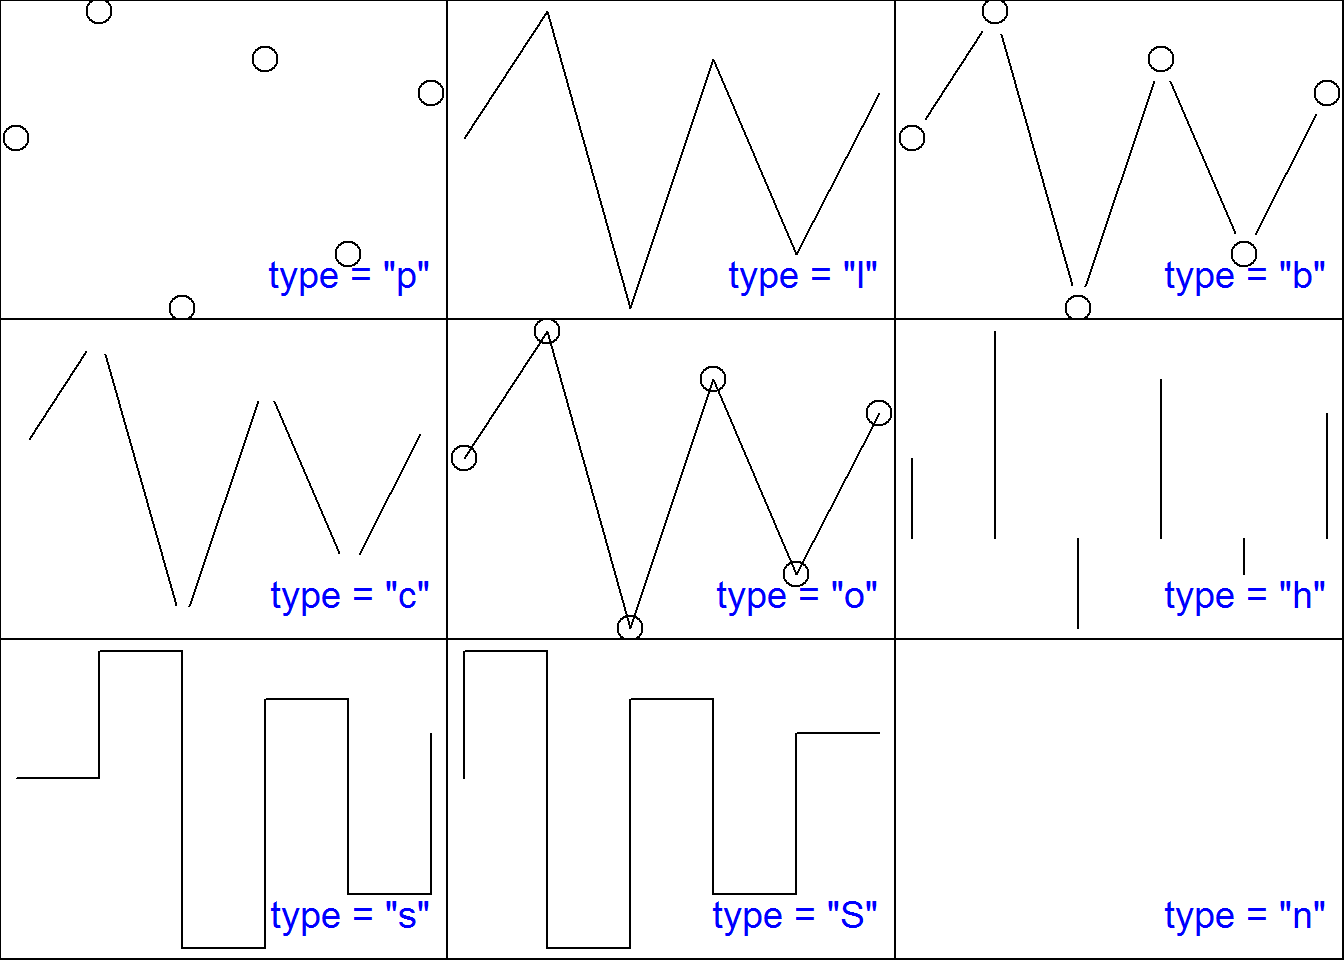 type = "p"
type = "l"
type = "b"
type = "c"
type = "o"
type = "h"
type = "s"
type = "S"
type = "n"